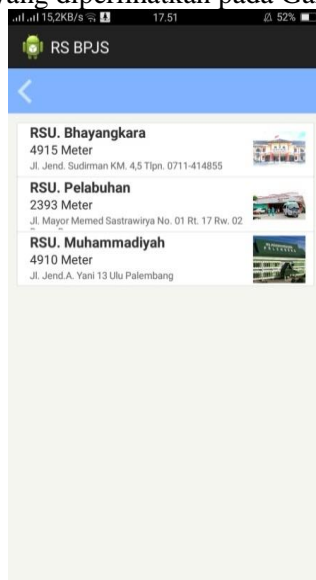 yang diperlihatkan pada Ga
15,2KB/s 17.51 52%
RS BPJS
RSU. Bhayangkara
4915 Meter
Jl. Jend. Sudirman KM. 4,5 Tlpn. 0711-414855
RSU. Pelabuhan
2393 Meter
Jl. Mayor Memed Sastrawirya No. 01 Rt. 17 Rw. 02
RSU. Muhammadiyah
4910 Meter
Jl. Jend.A. Yani 13 Ulu Palembang